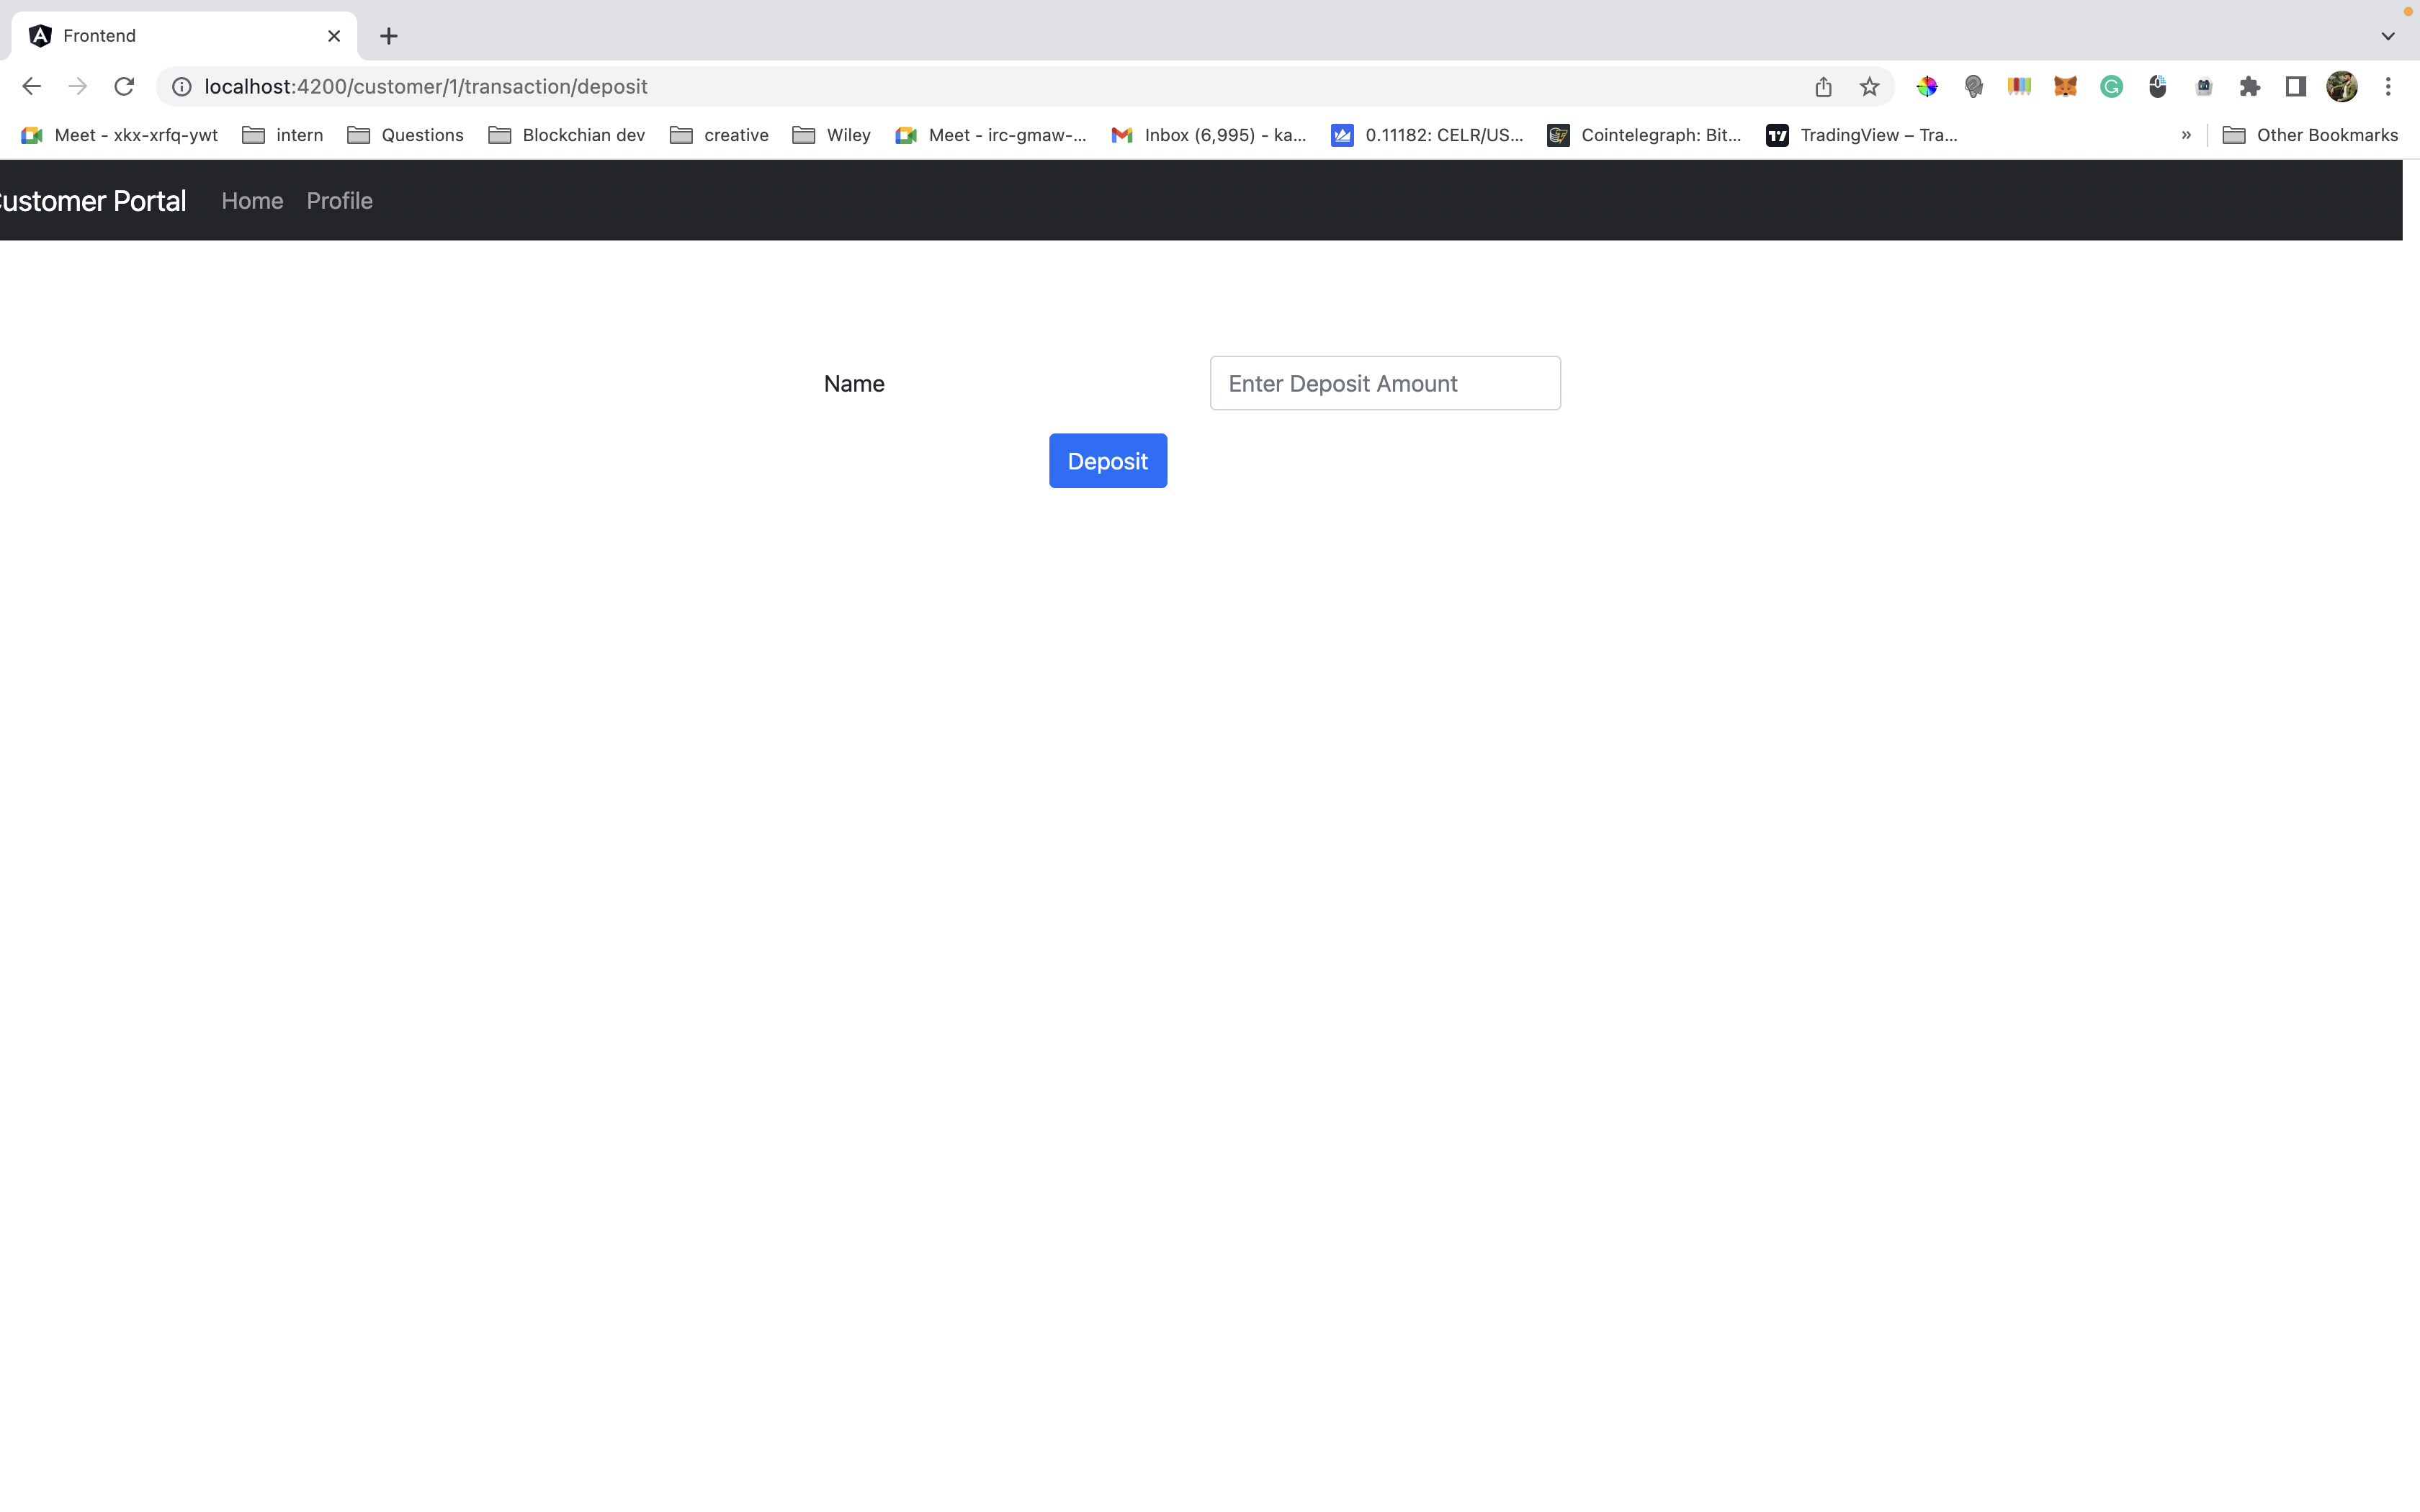 Frontend
localhost:4200/customer/1/transaction/deposit
Meet - xkx-xrfq-ywt intern Questions Blockchian dev creative Wiley Meet - irc-gmaw-... Inbox (6,995) - ka... 0.11182: CELR/US... Cointelegraph: Bit... TradingView – Tra... » Other Bookmarks
ustomer Portal Home Profile
Name Enter Deposit Amount
Deposit